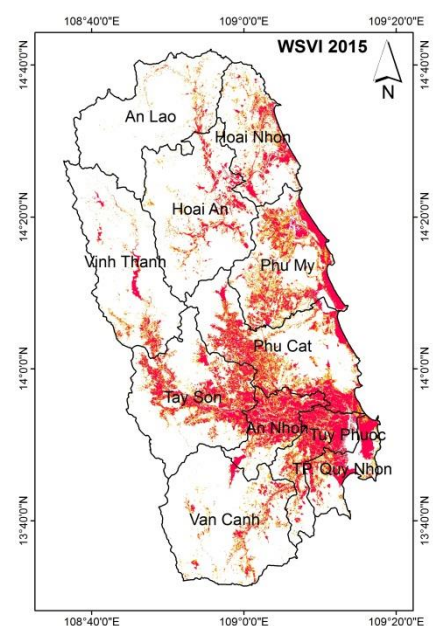 108°40'0"E 109°0'0"E 109°20'0"E
WSVI 2015
N
14°40'0"N 14°40'0"N
An Lao
Hoai Nhon
Hoai An
14°20'0"N 14°20'0"N
Vinh Thanh
Phu My
Phu Cat
14°0'0"N 14°0'0"N
Tay Son
An Nhon
Tuy Phuoc
TP Quy Nhon
Van Canh
13°40'0"N 13°40'0"N
108°40'0"E 109°0'0"E 109°20'0"E